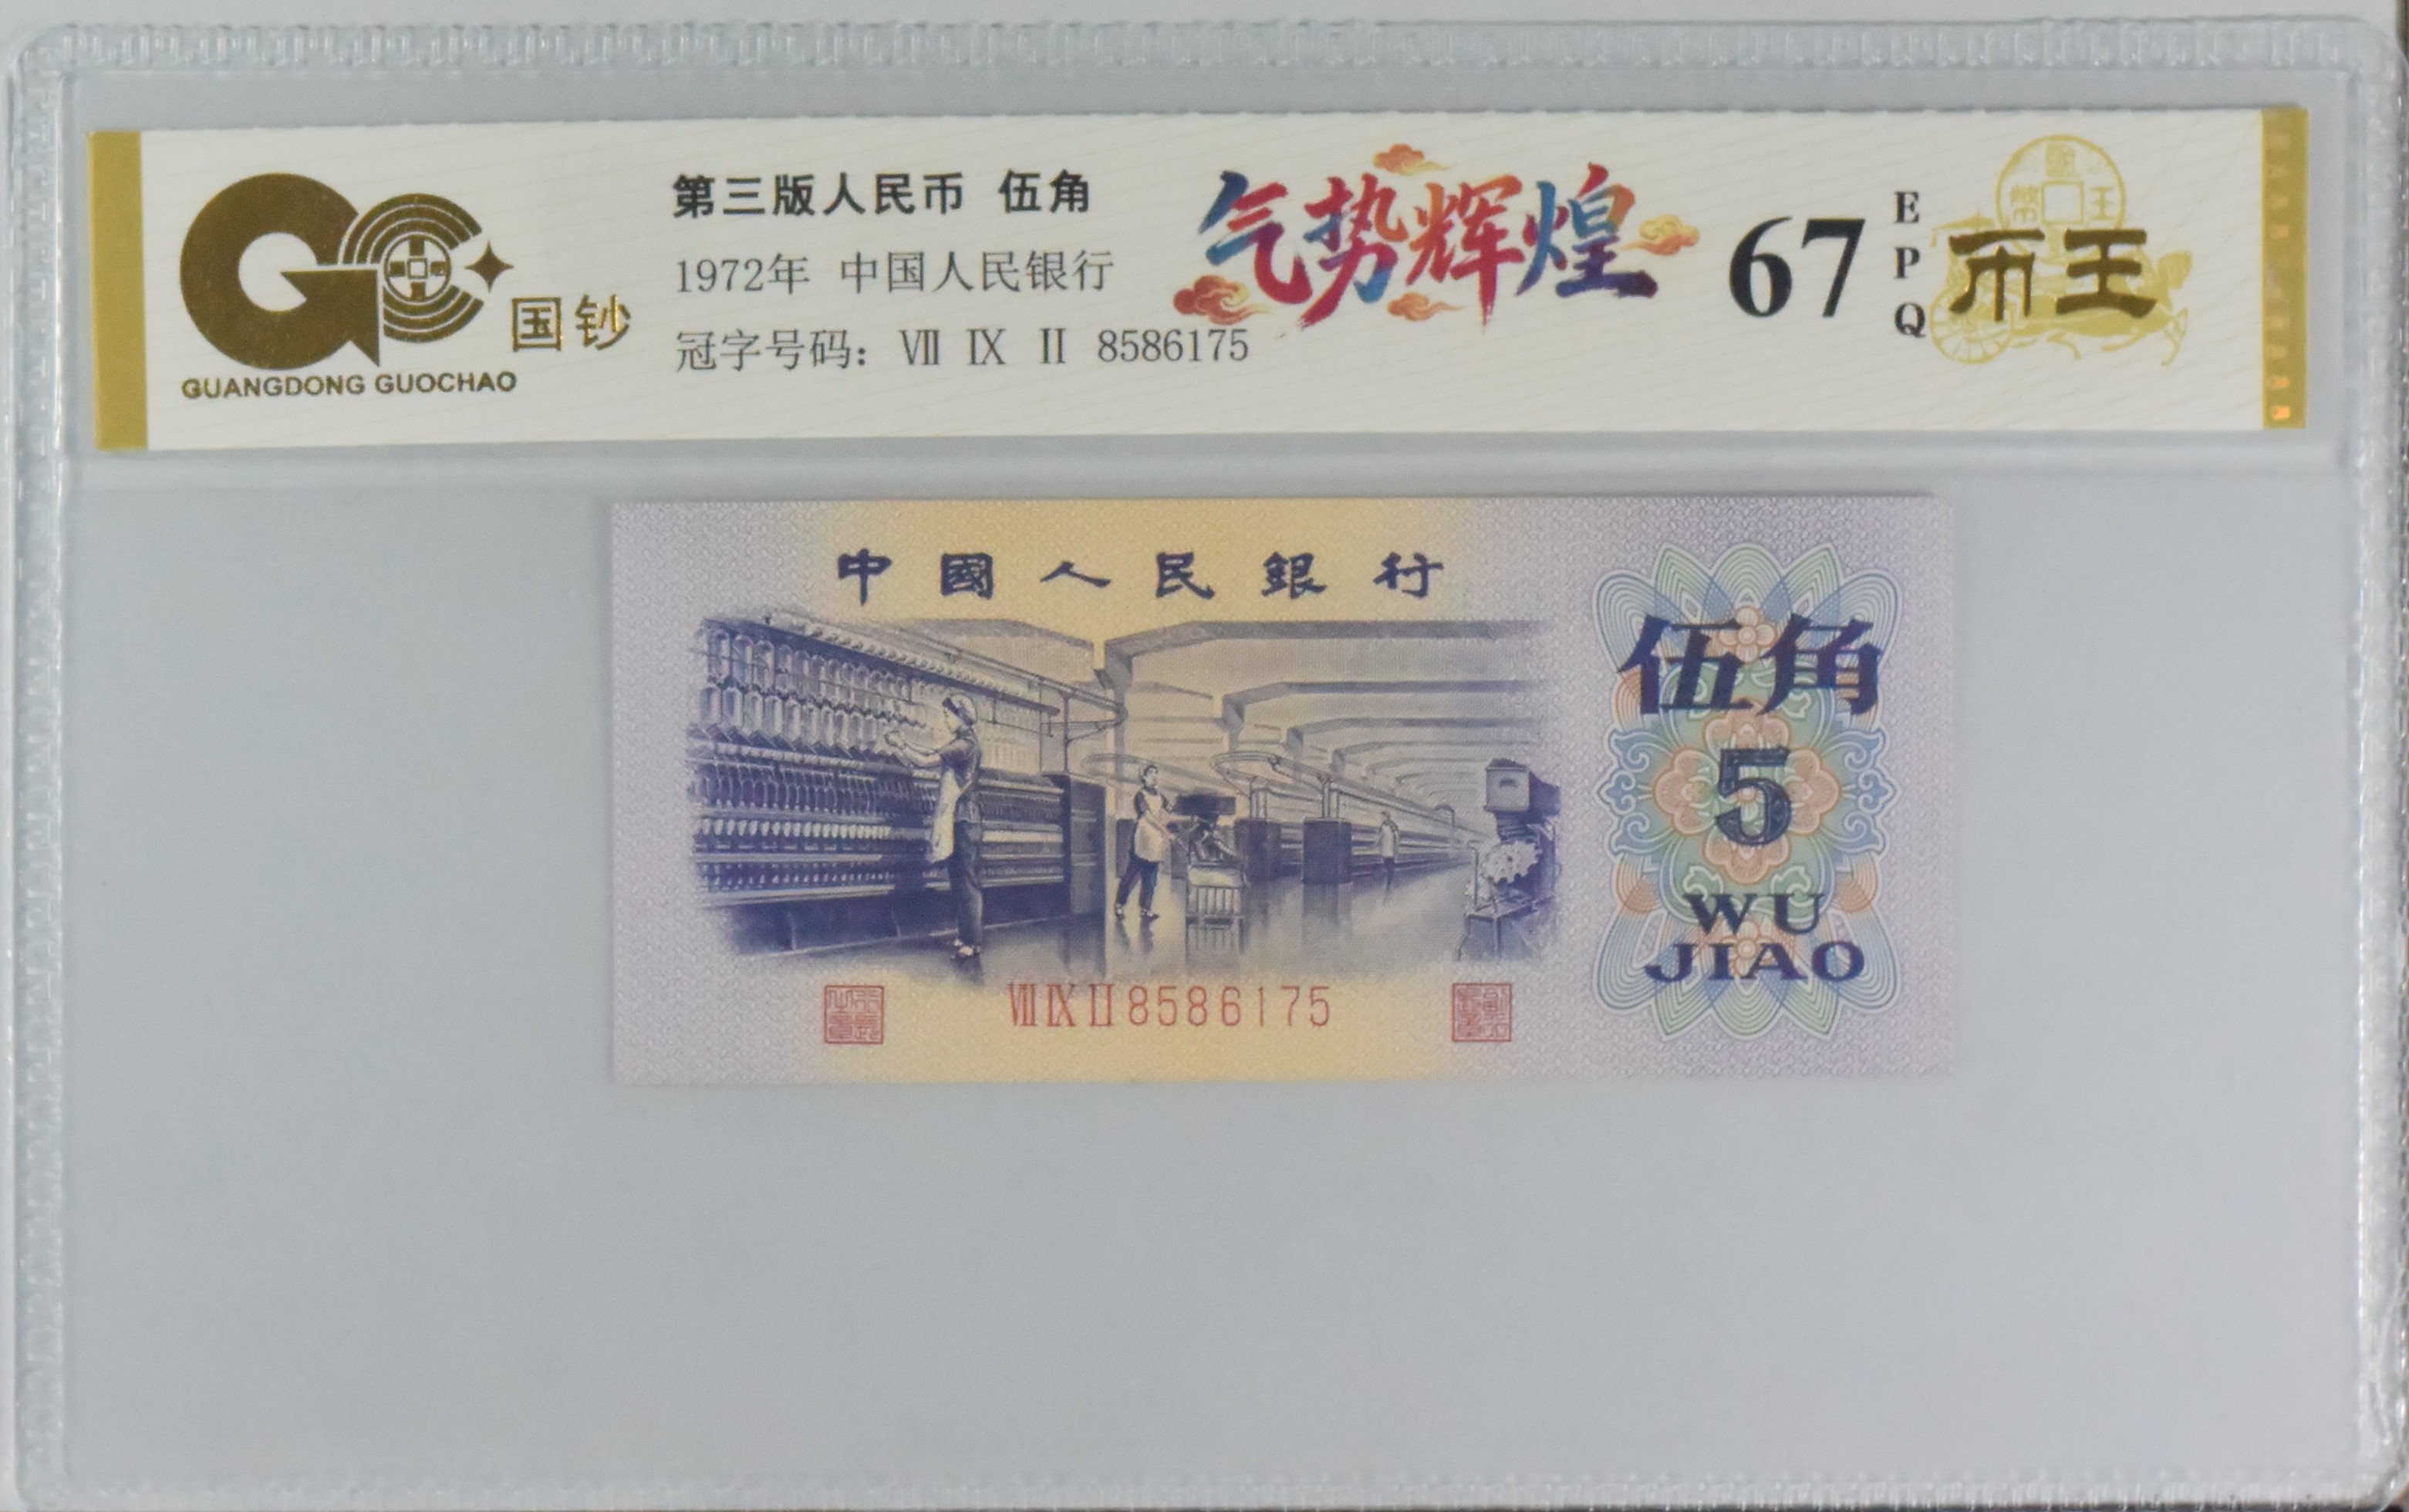 国钞
GUANGDONG GUOCHAO
第三版人民币 伍角
1972年 中国人民银行
冠字号码：Ⅶ Ⅸ Ⅱ 8586175
气势辉煌
67
EPQ
币王
中國人民銀行
伍角
5
WU
JIAO
ⅦⅨⅡ8586175